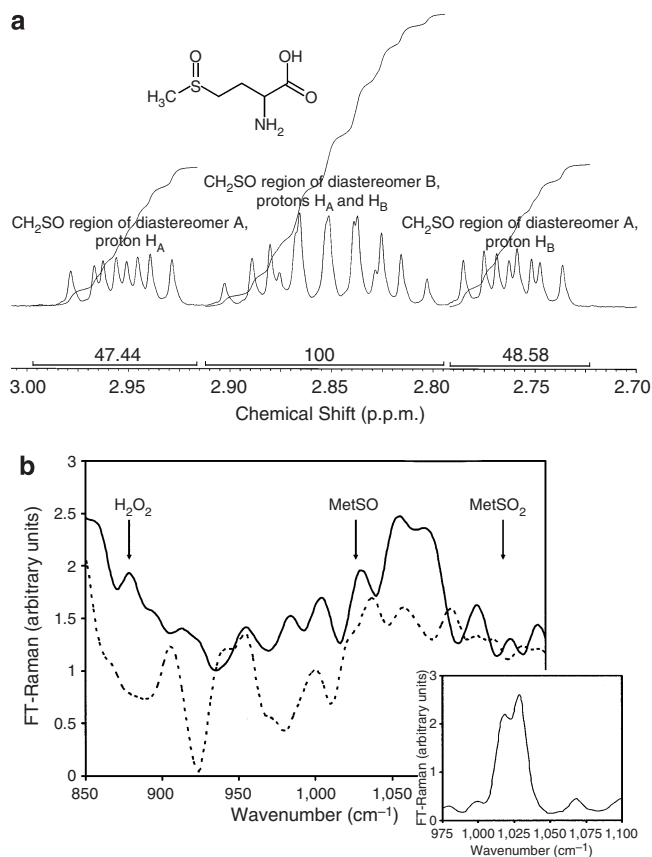 a
O
OH
S
H3C
O
NH2
CH2SO region of diastereomer B,
protons HA and HB
CH2SO region of diastereomer A,
proton HA
CH2SO region of diastereomer A,
proton HB
47.44
100
48.58
3.00 2.95 2.90 2.85 2.80 2.75 2.70
Chemical Shift (p.p.m.)
b
3
2.5
2
1.5
1
0.5
0
FT-Raman (arbitrary units)
H2O2
MetSO
MetSO2
850 900 950 1,000 1,050
Wavenumber (cm–1)
3
2
1
0
FT-Raman (arbitrary units)
975 1,000 1,025 1,050 1,075 1,100
Wavenumber (cm–1)